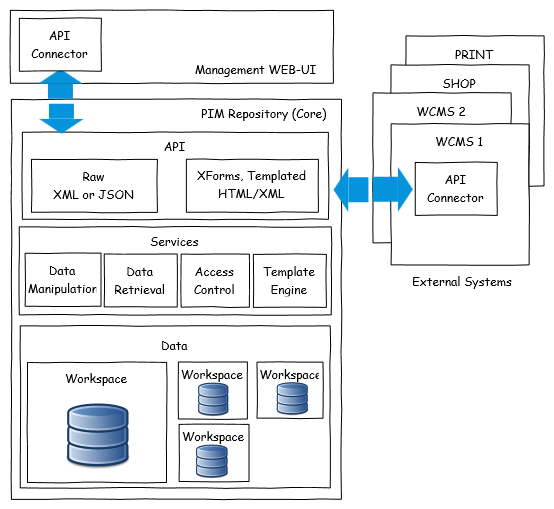 API
Connector
Management WEB-UI
PIM Repository (Core)
API
Raw
XML or JSON
XForms, Templated
HTML/XML
Services
Data
Manipulation
Data
Retrieval
Access
Control
Template
Engine
Data
Workspace
Workspace
Workspace
Workspace
PRINT
SHOP
WCMS 2
WCMS 1
API
Connector
External Systems